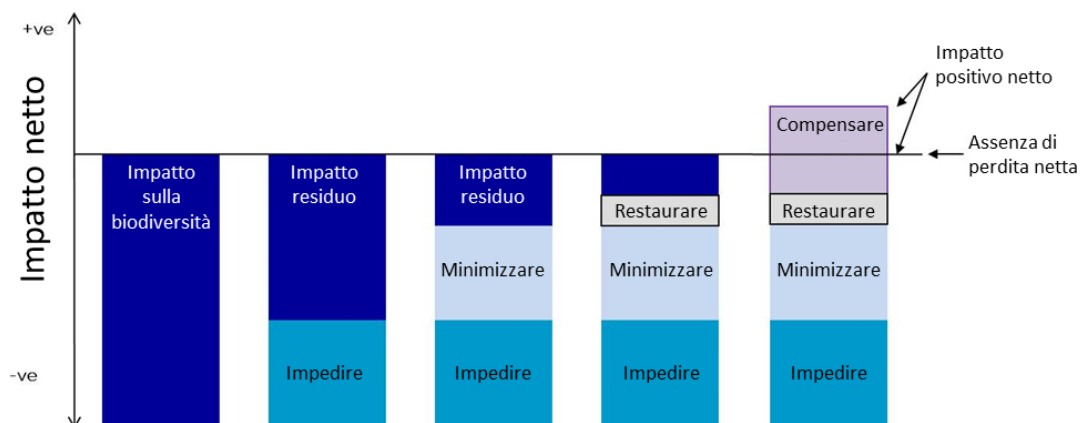 +ve
Impatto netto
-ve
Impatto
sulla
biodiversità
Impatto
residuo
Impedire
Impatto
residuo
Minimizzare
Impedire
Restaurare
Minimizzare
Impedire
Compensare
Restaurare
Minimizzare
Impedire
Impatto
positivo netto
Assenza di
perdita netta